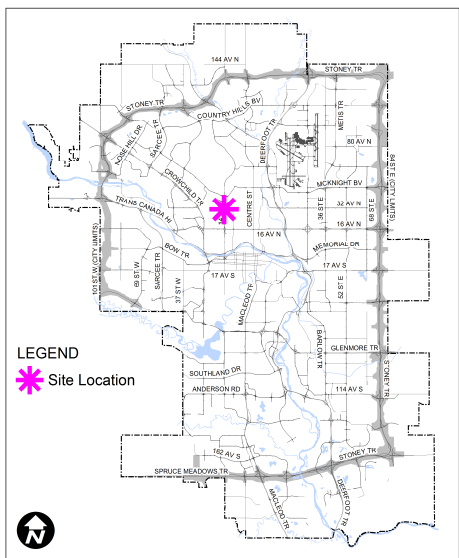 144 AV N
STONEY TR
STONEY TR
COUNTRY HILLS BV
METIS TR
DEERFOOT TR
SARCEE TR
80 AV N
CROWCHILD TR
MCKNIGHT BV
84 ST E (CITY LIMITS)
TRANS CANADA HI
CENTRE ST
36 ST E
32 AV N
68 ST E
16 AV N
16 AV N
MEMORIAL DR
BOW TR
101 ST. W. (CITY LIMITS)
69 ST. W
SARCEE TR
37 ST W
17 AV S
17 AV S
52 ST E
MACLEOD TR
BARLOW TR
LEGEND
Site Location
GLENMORE TR
STONEY TR
SOUTHLAND DR
ANDERSON RD
114 AV S
162 AV S
STONEY TR
SPRUCE MEADOWS TR
MACLEOD TR
DEERFOOT TR
N